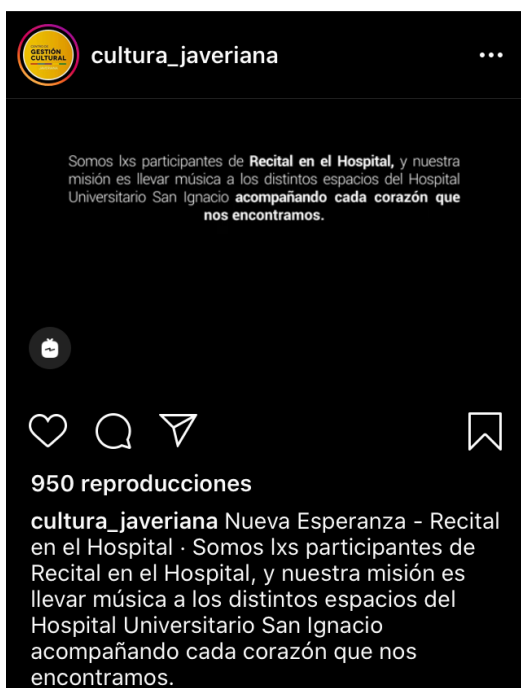 GESTIÓN
CULTURAL
cultura_javeriana
Somos lxs participantes de Recital en el Hospital, y nuestra
misión es llevar música a los distintos espacios del Hospital
Universitario San Ignacio acompañando cada corazón que
nos encontramos.
950 reproducciones
cultura_javeriana Nueva Esperanza - Recital
en el Hospital · Somos lxs participantes de
Recital en el Hospital, y nuestra misión es
llevar música a los distintos espacios del
Hospital Universitario San Ignacio
acompañando cada corazón que nos
encontramos.